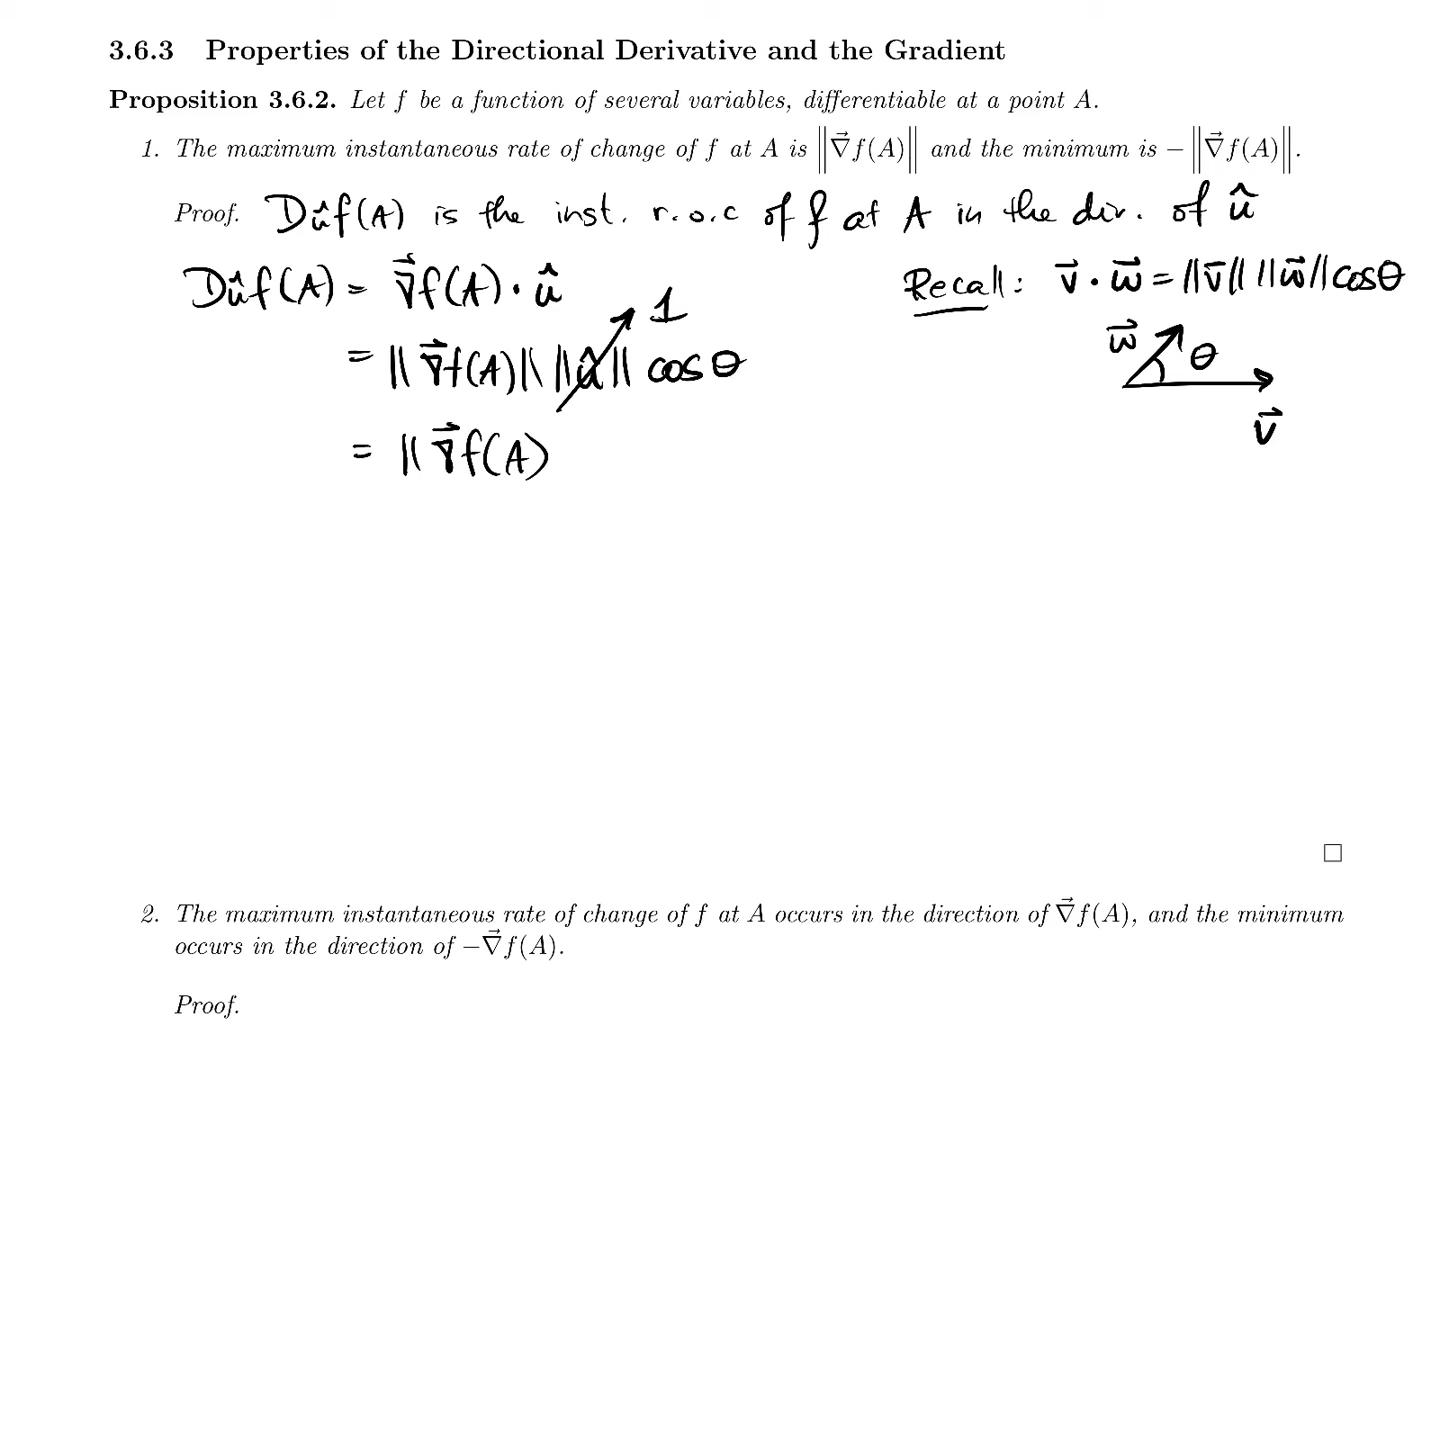 3.6.3 Properties of the Directional Derivative and the Gradient
Proposition 3.6.2. Let f be a function of several variables, differentiable at a point A.
1. The maximum instantaneous rate of change of f at A is ‖∇⃗f(A)‖ and the minimum is −‖∇⃗f(A)‖.
Proof. Dûf(A) is the inst. r.o.c of f at A in the dir. of û
Dûf(A) = ∇⃗f(A) · û
Recall: v⃗ · w⃗ = ‖v⃗‖ ‖w⃗‖ cosθ
= ‖∇⃗f(A)‖ ‖û‖ cosθ
1
w⃗ θ
v⃗
= ‖∇⃗f(A)
□
2. The maximum instantaneous rate of change of f at A occurs in the direction of ∇⃗f(A), and the minimum
occurs in the direction of −∇⃗f(A).
Proof.